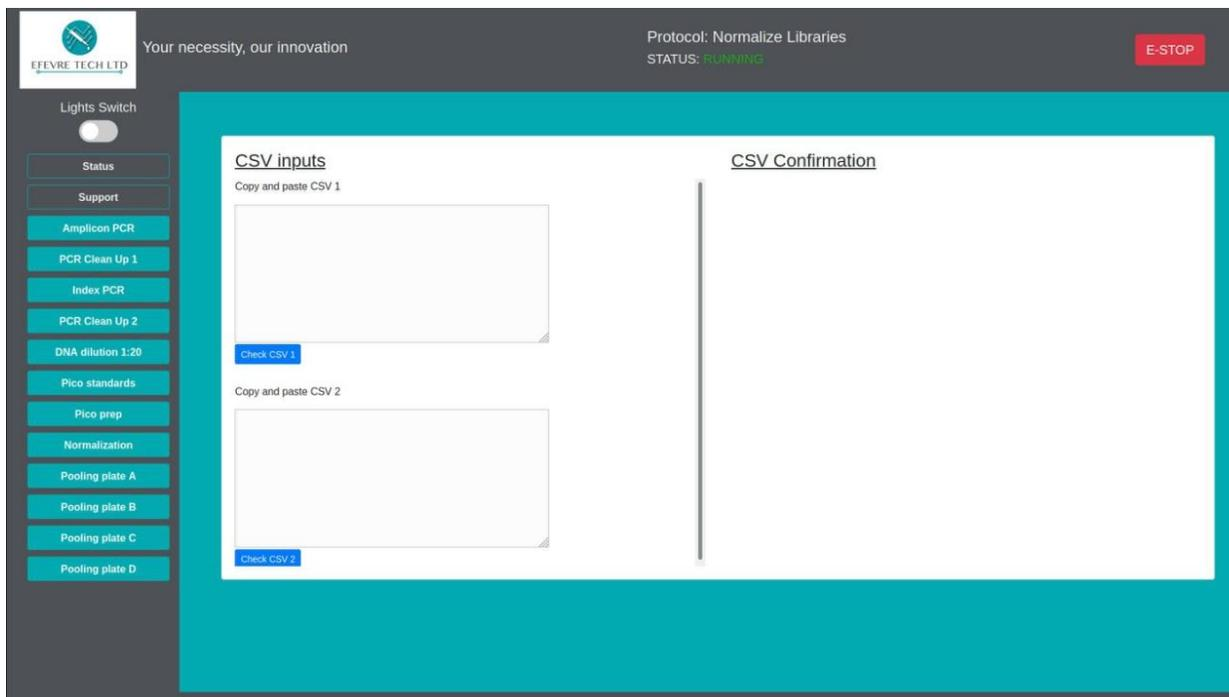 EFEVRE TECH LTD
Your necessity, our innovation
Protocol: Normalize Libraries
STATUS: RUNNING
E-STOP
Lights Switch
Status
Support
Amplicon PCR
PCR Clean Up 1
Index PCR
PCR Clean Up 2
DNA dilution 1:20
Pico standards
Pico prep
Normalization
Pooling plate A
Pooling plate B
Pooling plate C
Pooling plate D
CSV inputs
Copy and paste CSV 1
Check CSV 1
Copy and paste CSV 2
Check CSV 2
CSV Confirmation